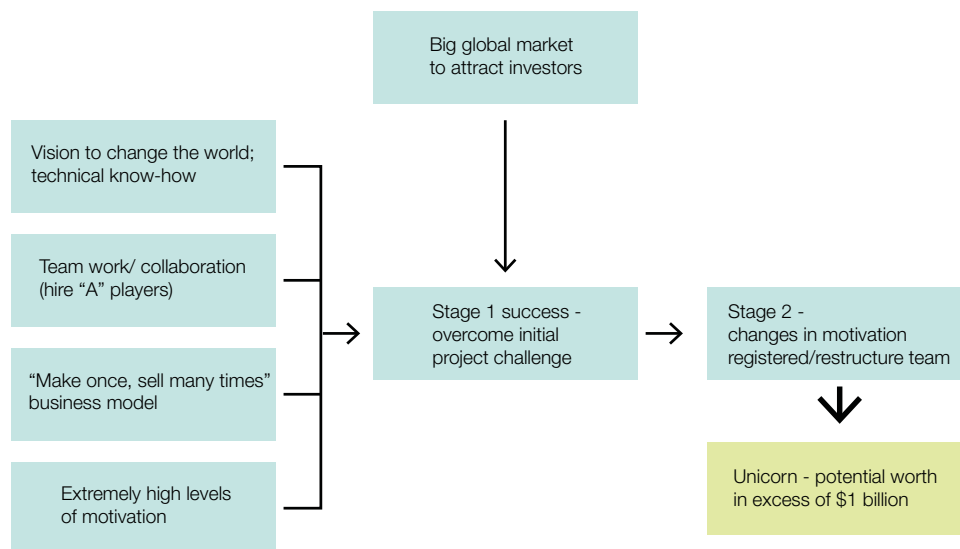 Big global market
to attract investors
Vision to change the world;
technical know-how
Team work/ collaboration
(hire “A” players)
“Make once, sell many times”
business model
Extremely high levels
of motivation
Stage 1 success -
overcome initial
project challenge
Stage 2 -
changes in motivation
registered/restructure team
Unicorn - potential worth
in excess of $1 billion